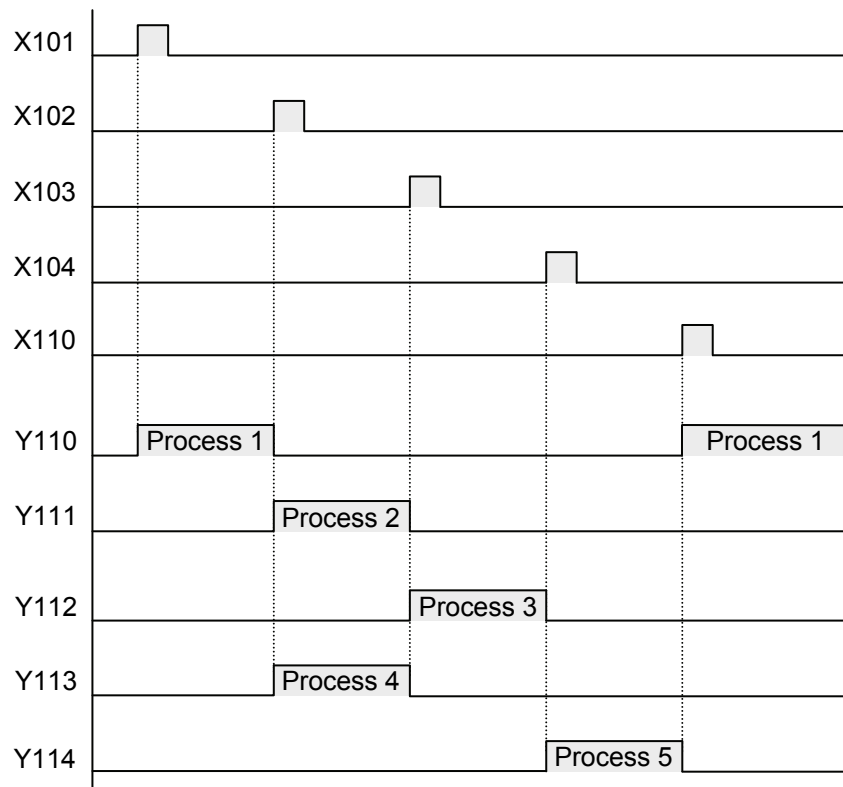 X101
X102
X103
X104
X110
Y110 Process 1 Process 1
Y111 Process 2
Y112 Process 3
Y113 Process 4
Y114 Process 5